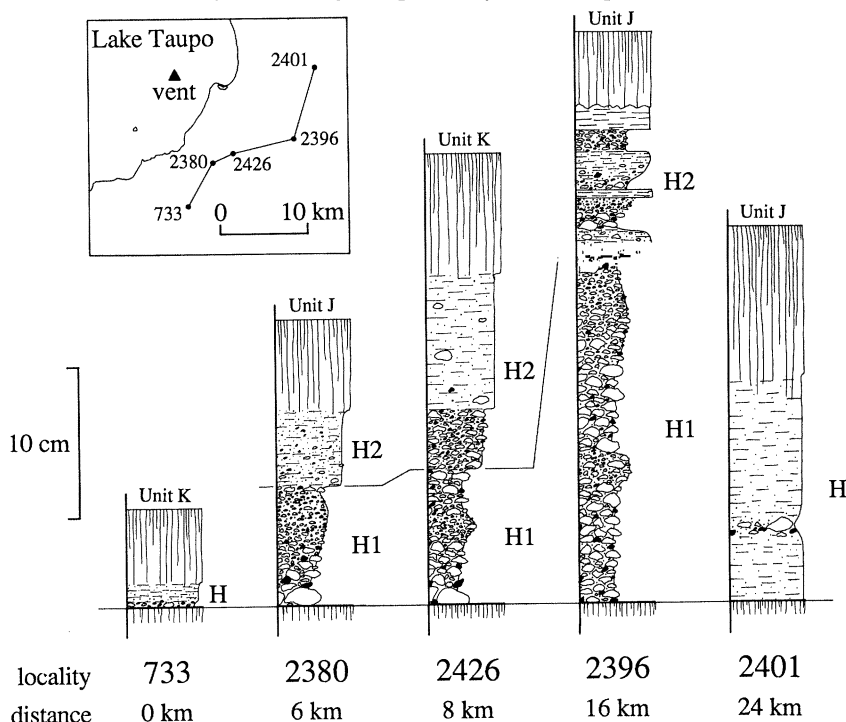 Lake Taupo
vent
2401
2396
2380
2426
733
0 10 km
10 cm
Unit K
H
Unit J
H2
H1
Unit K
H2
H1
Unit J
H2
H1
Unit J
H
locality 733 2380 2426 2396 2401
distance 0 km 6 km 8 km 16 km 24 km